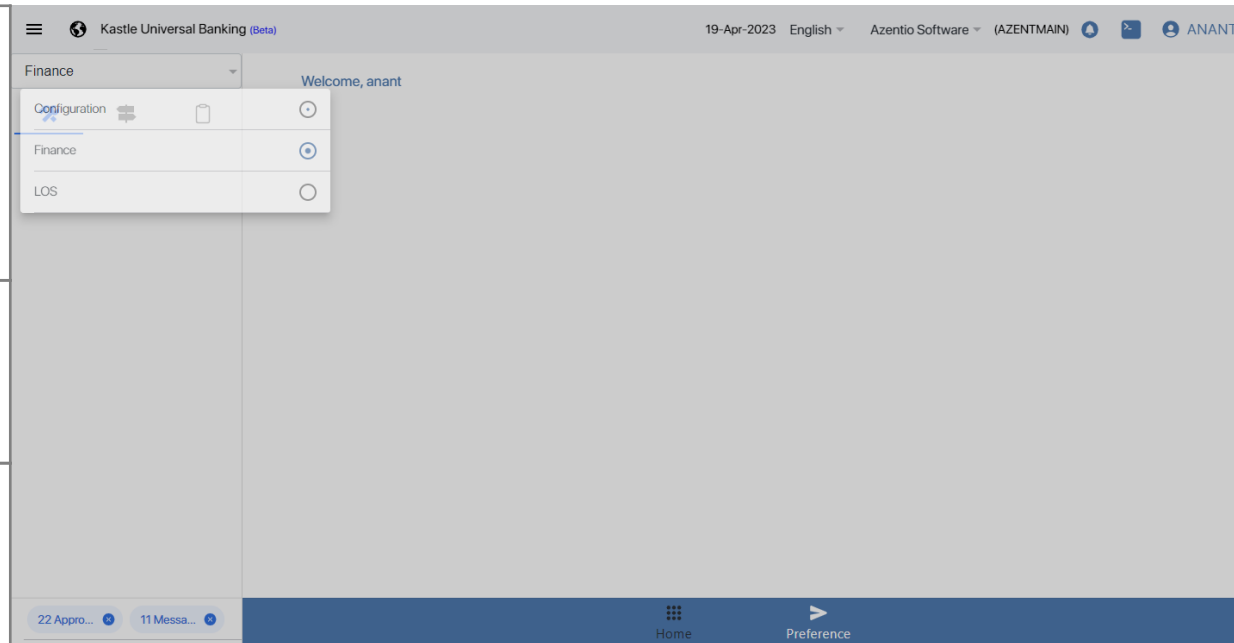 Kastle Universal Banking (Beta)
19-Apr-2023 English Azentio Software (AZENTMAIN) ANANT
Finance
Welcome, anant
Configuration
Finance
LOS
22 Appro... 11 Messa...
Home Preference